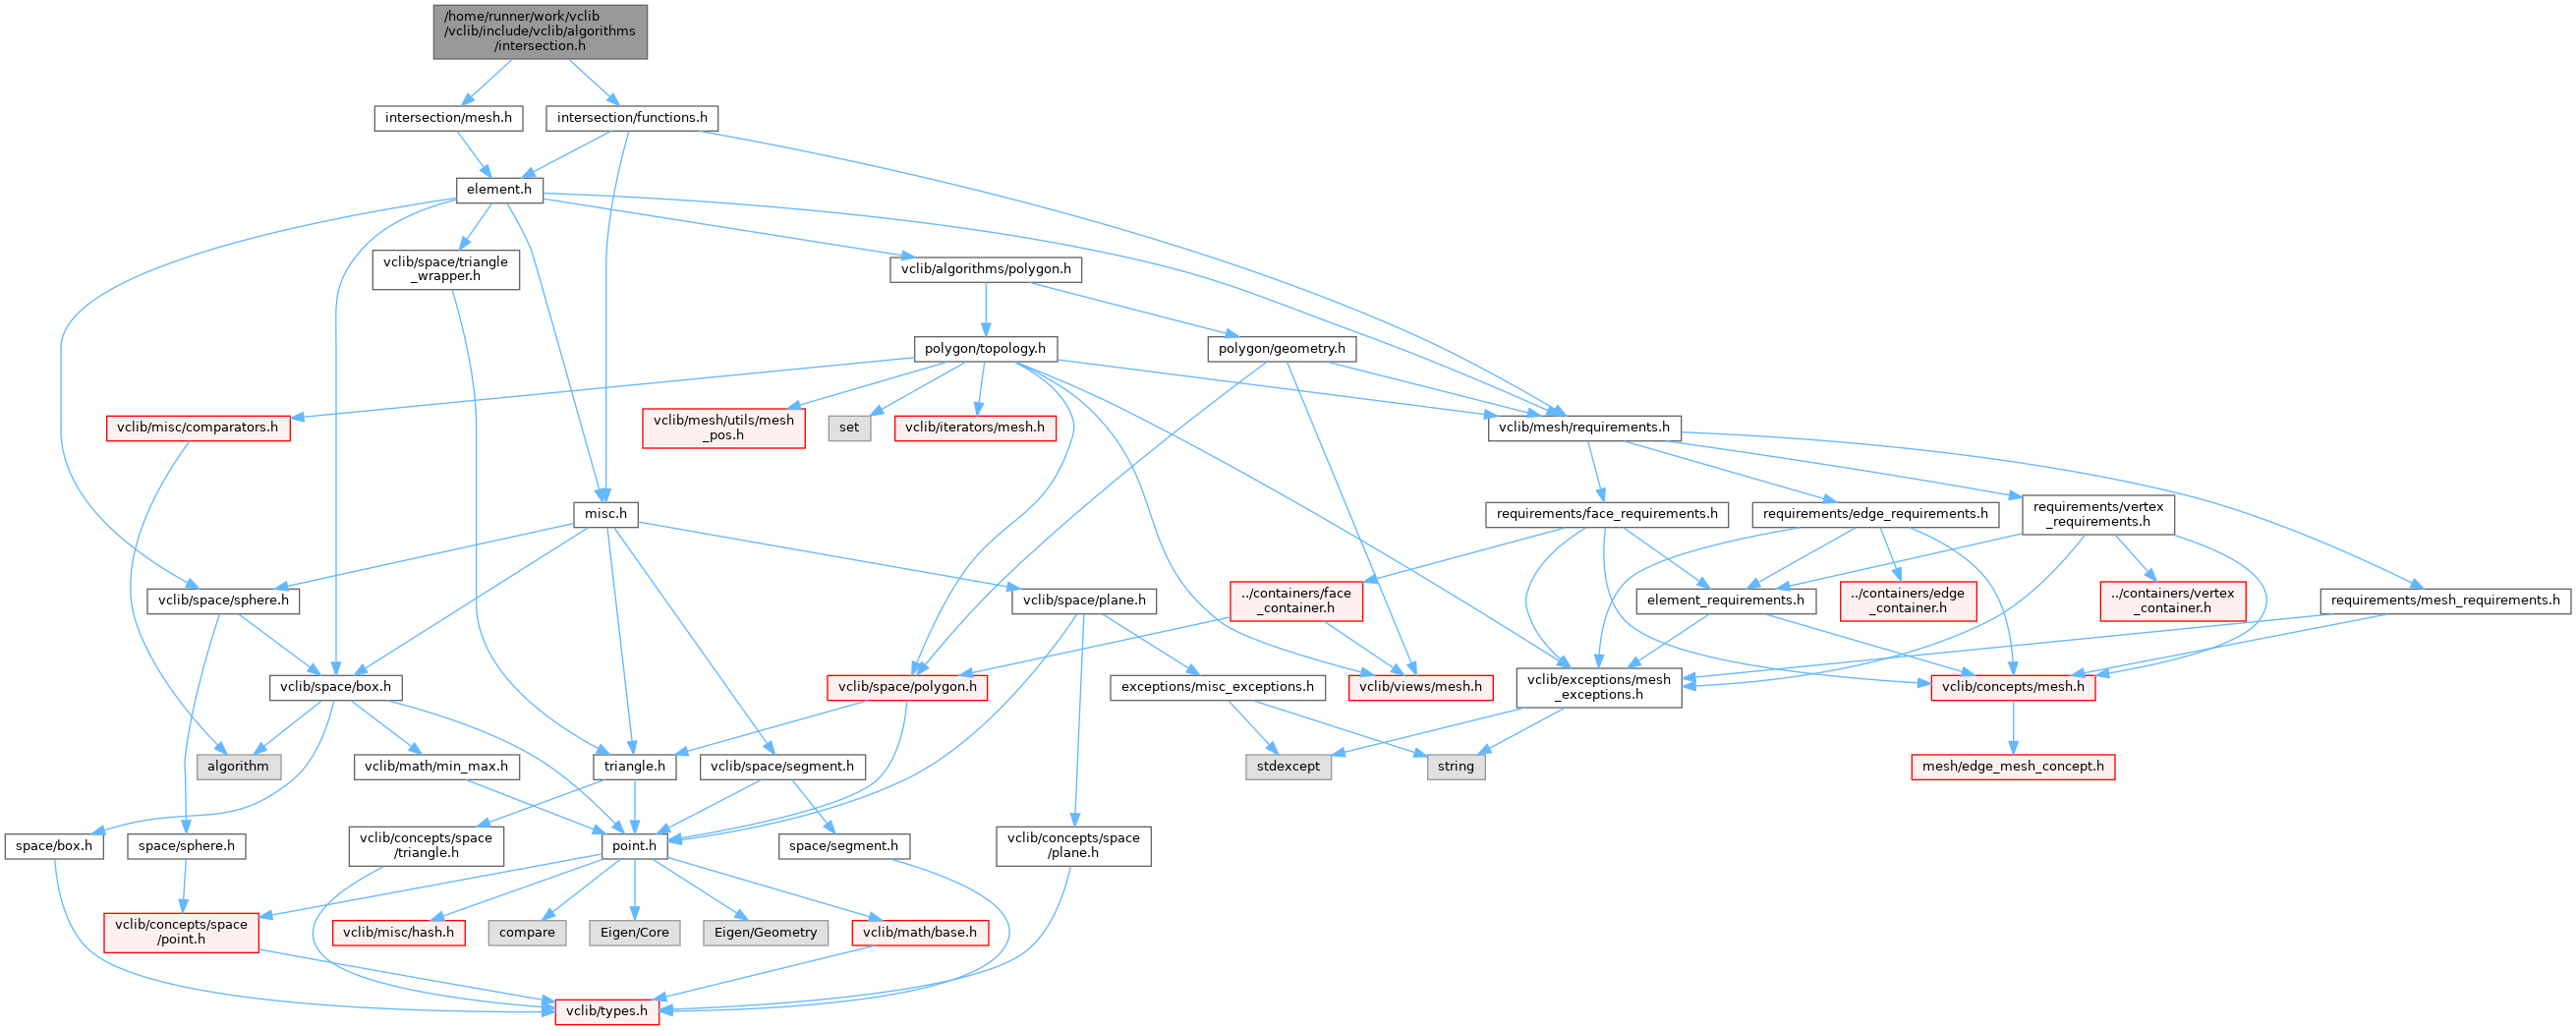 /home/runner/work/vclib
/vclib/include/vclib/algorithms
/intersection.h
intersection/mesh.h
intersection/functions.h
element.h
vclib/space/triangle
_wrapper.h
vclib/algorithms/polygon.h
polygon/topology.h
polygon/geometry.h
vclib/misc/comparators.h
vclib/mesh/utils/mesh
_pos.h
set
vclib/iterators/mesh.h
vclib/mesh/requirements.h
misc.h
requirements/face_requirements.h
requirements/edge_requirements.h
requirements/vertex
_requirements.h
vclib/space/sphere.h
vclib/space/plane.h
../containers/face
_container.h
element_requirements.h
../containers/edge
_container.h
../containers/vertex
_container.h
requirements/mesh_requirements.h
vclib/space/box.h
vclib/space/polygon.h
exceptions/misc_exceptions.h
vclib/views/mesh.h
vclib/exceptions/mesh
_exceptions.h
vclib/concepts/mesh.h
algorithm
vclib/math/min_max.h
triangle.h
vclib/space/segment.h
stdexcept
string
mesh/edge_mesh_concept.h
space/box.h
space/sphere.h
vclib/concepts/space
/triangle.h
point.h
space/segment.h
vclib/concepts/space
/plane.h
vclib/concepts/space
/point.h
vclib/misc/hash.h
compare
Eigen/Core
Eigen/Geometry
vclib/math/base.h
vclib/types.h